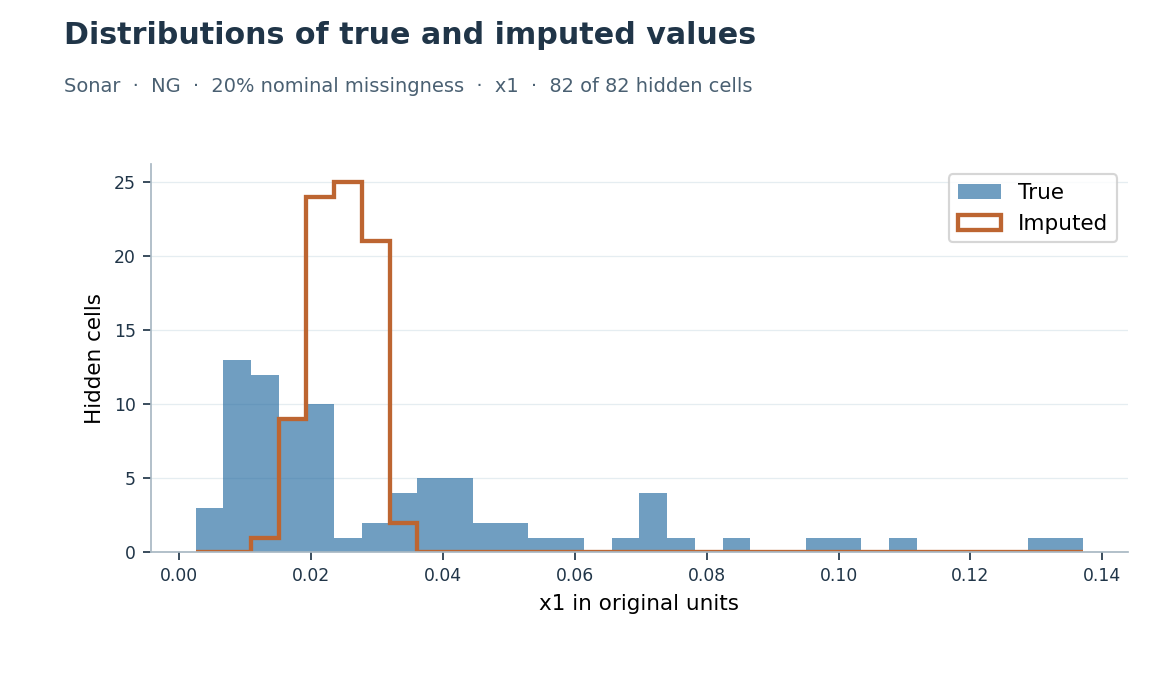 Distributions of true and imputed values
Sonar · NG · 20% nominal missingness · x1 · 82 of 82 hidden cells
True
Imputed
Hidden cells
25
20
15
10
5
0
0.00 0.02 0.04 0.06 0.08 0.10 0.12 0.14
x1 in original units